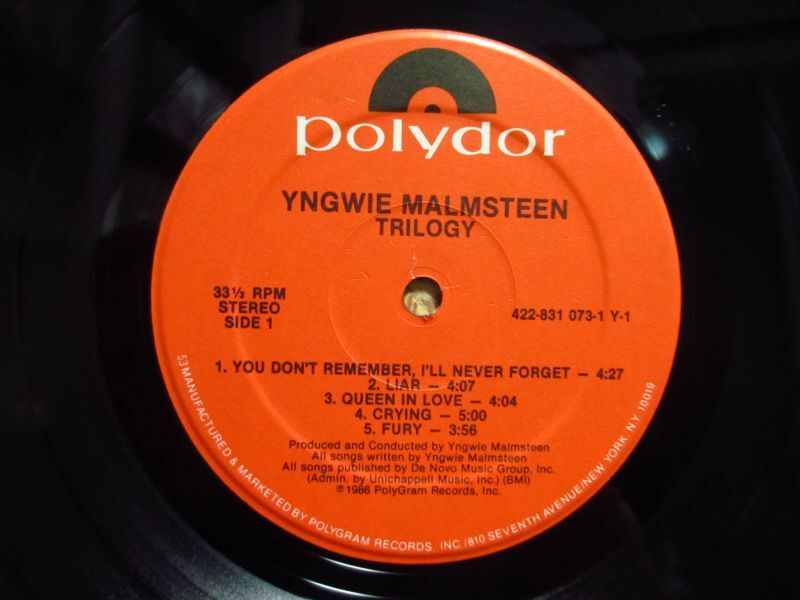 polydor
YNGWIE MALMSTEEN
TRILOGY
33 1/3 RPM
STEREO
SIDE 1
422-831 073-1 Y-1
1. YOU DON'T REMEMBER, I'LL NEVER FORGET — 4:27
2. LIAR — 4:07
3. QUEEN IN LOVE — 4:04
4. CRYING — 5:00
5. FURY — 3:56
Produced and Conducted by Yngwie Malmsteen
All songs written by Yngwie Malmsteen
All songs published by De Novo Music Group, Inc.
(Admin. by Unichappell Music, Inc.) (BMI)
℗1986 PolyGram Records, Inc.
53 MANUFACTURED & MARKETED BY POLYGRAM RECORDS, INC./810 SEVENTH AVENUE/NEW YORK, NY 10019